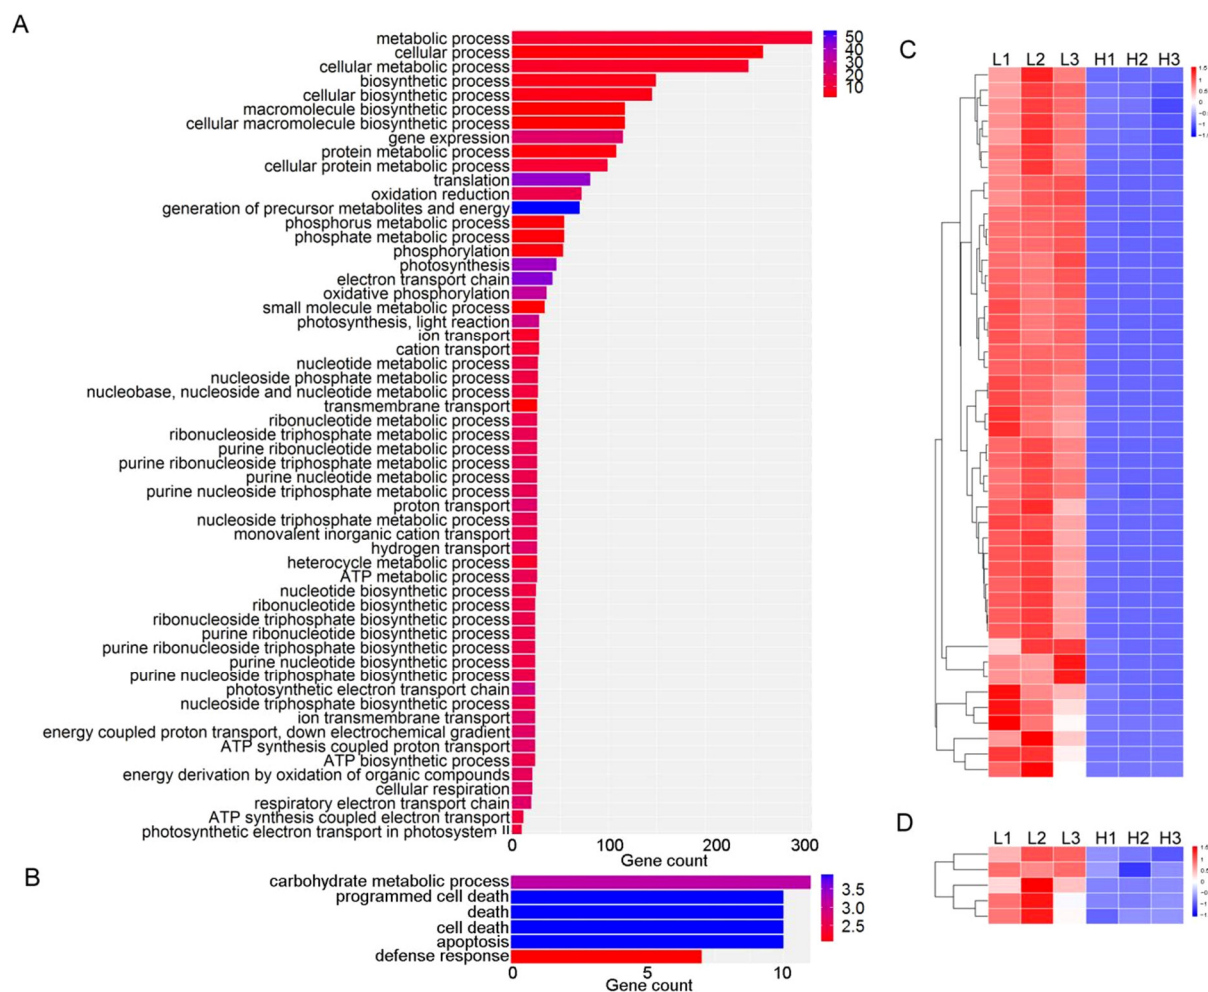 A
metabolic process
cellular process
cellular metabolic process
biosynthetic process
cellular biosynthetic process
macromolecule biosynthetic process
cellular macromolecule biosynthetic process
gene expression
protein metabolic process
cellular protein metabolic process
translation
oxidation reduction
generation of precursor metabolites and energy
phosphorus metabolic process
phosphate metabolic process
phosphorylation
photosynthesis
electron transport chain
oxidative phosphorylation
small molecule metabolic process
photosynthesis, light reaction
ion transport
cation transport
nucleotide metabolic process
nucleoside phosphate metabolic process
nucleobase, nucleoside and nucleotide metabolic process
transmembrane transport
ribonucleotide metabolic process
ribonucleoside triphosphate metabolic process
purine ribonucleotide metabolic process
purine ribonucleoside triphosphate metabolic process
purine nucleotide metabolic process
purine nucleoside triphosphate metabolic process
proton transport
nucleoside triphosphate metabolic process
monovalent inorganic cation transport
hydrogen transport
heterocycle metabolic process
ATP metabolic process
nucleotide biosynthetic process
ribonucleotide biosynthetic process
ribonucleoside triphosphate biosynthetic process
purine ribonucleotide biosynthetic process
purine ribonucleoside triphosphate biosynthetic process
purine nucleotide biosynthetic process
purine nucleoside triphosphate biosynthetic process
photosynthetic electron transport chain
nucleoside triphosphate biosynthetic process
ion transmembrane transport
energy coupled proton transport, down electrochemical gradient
ATP synthesis coupled proton transport
ATP biosynthetic process
energy derivation by oxidation of organic compounds
cellular respiration
respiratory electron transport chain
ATP synthesis coupled electron transport
photosynthetic electron transport in photosystem II
0 100 200 300
Gene count
50
40
30
20
10
B
carbohydrate metabolic process
programmed cell death
death
cell death
apoptosis
defense response
0 5 10
Gene count
3.5
3.0
2.5
C
L1 L2 L3 H1 H2 H3
1.5
1
0.5
0
−1
D
L1 L2 L3 H1 H2 H3
1
0